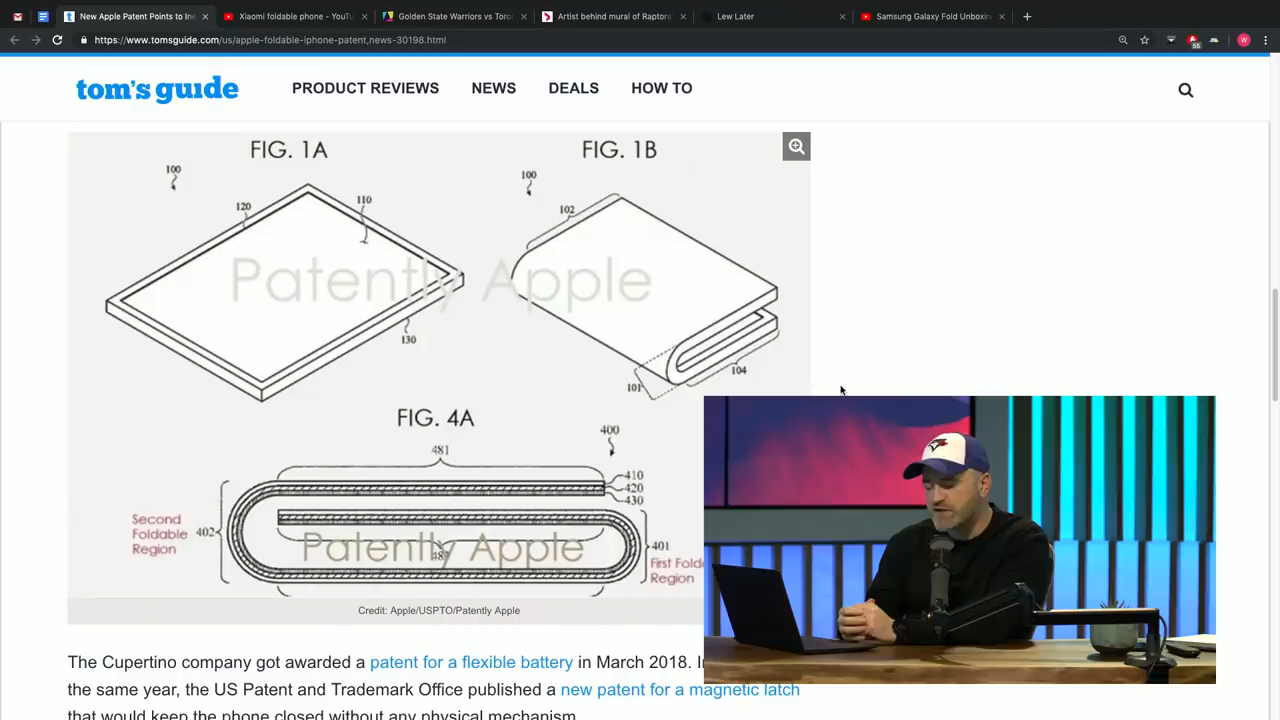 New Apple Patent Points to In
Xiaomi foldable phone - YouTu
Golden State Warriors vs Toron
Artist behind mural of Raptors
Lew Later
Samsung Galaxy Fold Unboxin
https://www.tomsguide.com/us/apple-foldable-iphone-patent,news-30198.html
55
W
tom's guide
PRODUCT REVIEWS
NEWS
DEALS
HOW TO
FIG. 1A
FIG. 1B
100
100
120
110
102
Patently Apple
130
101
104
FIG. 4A
400
481
410
420
430
Second
Foldable
Region
402
Patently Apple
401
First Folda
Region
Credit: Apple/USPTO/Patently Apple
The Cupertino company got awarded a patent for a flexible battery in March 2018. In
the same year, the US Patent and Trademark Office published a new patent for a magnetic latch
that would keep the phone closed without any physical mechanism.